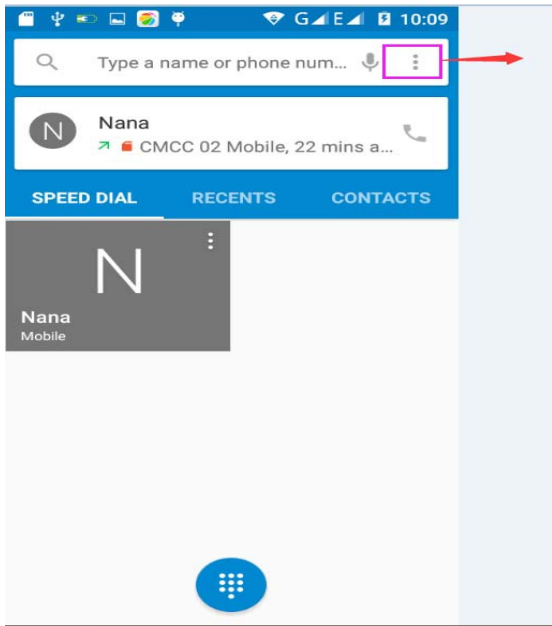 G E 10:09
Type a name or phone num...
N
Nana
CMCC 02 Mobile, 22 mins a...
SPEED DIAL RECENTS CONTACTS
N
Nana
Mobile